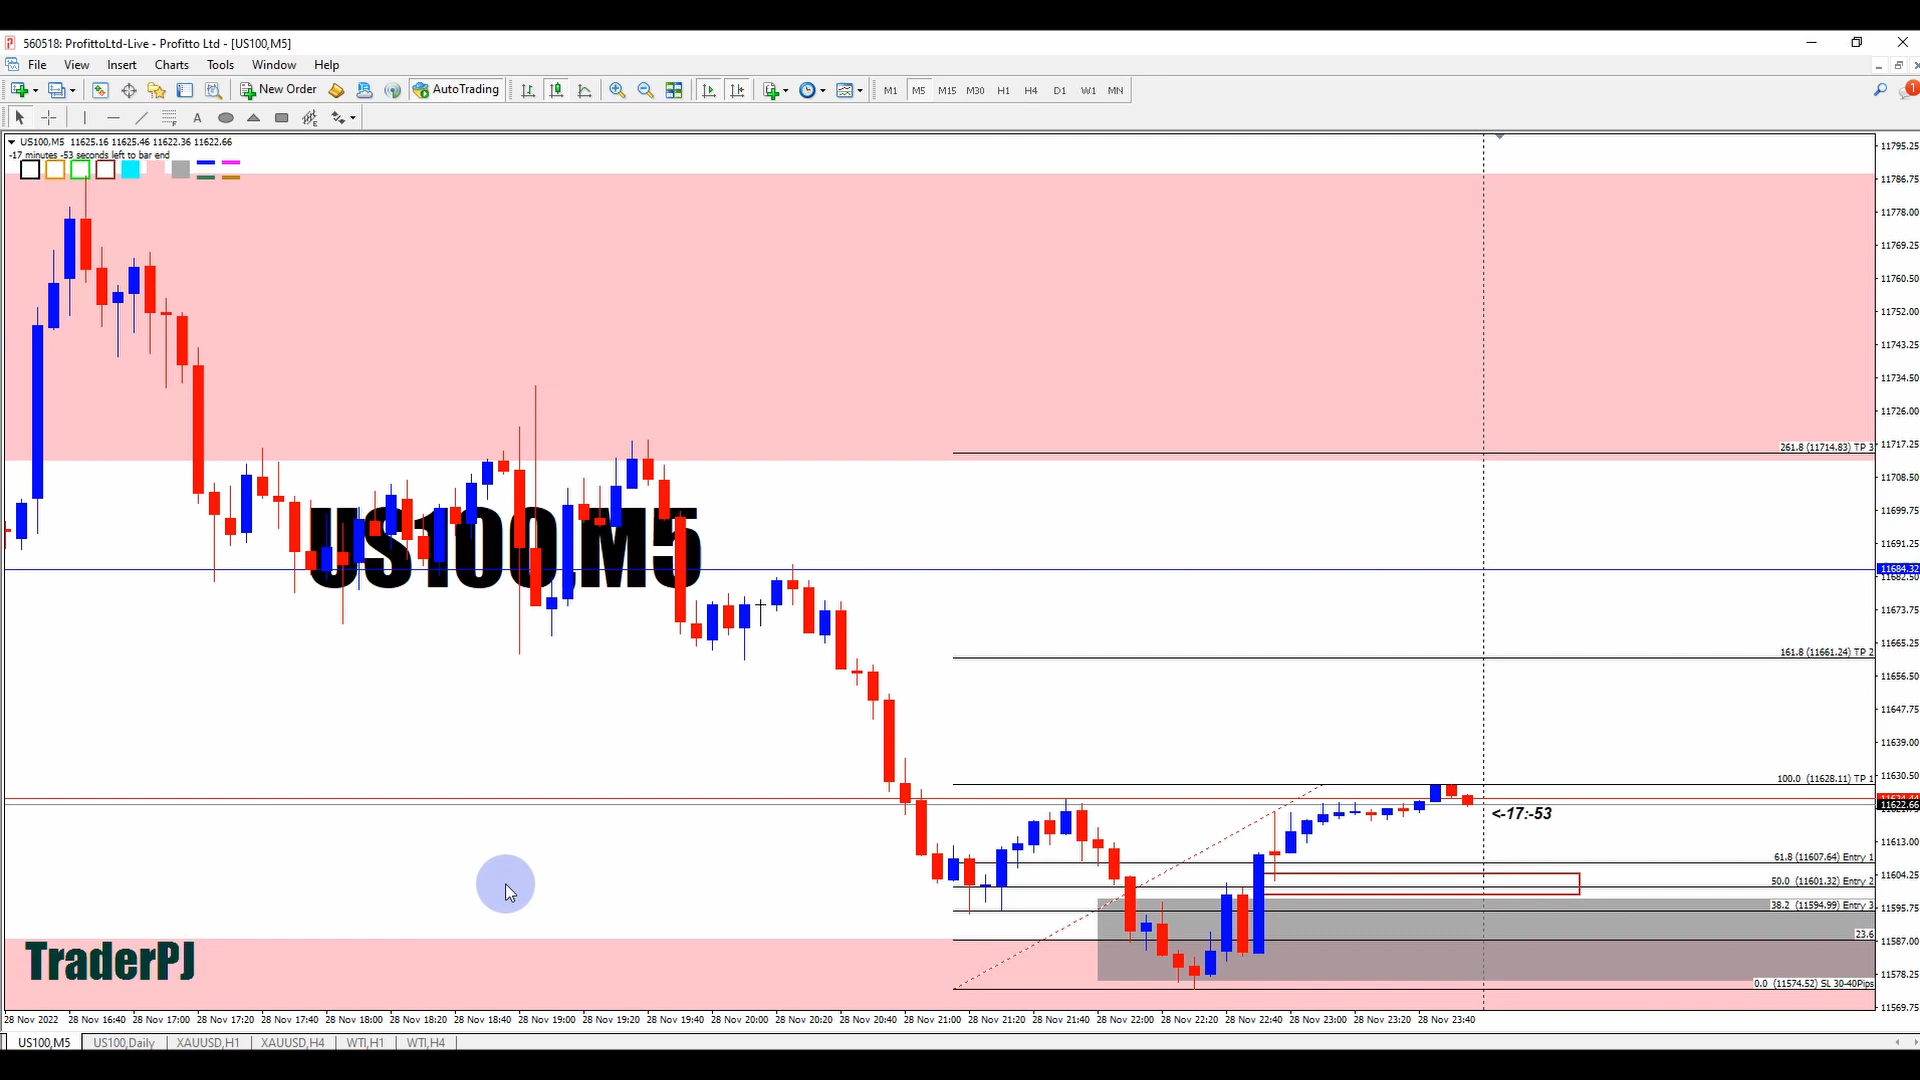 560518: ProfittoLtd-Live - Profitto Ltd - [US100,M5]
File View Insert Charts Tools Window Help
New Order AutoTrading M1 M5 M15 M30 H1 H4 D1 W1 MN
1
A
US100,M5 11625.16 11625.46 11622.36 11622.66
-17 minutes -53 seconds left to bar end
11795.25
11786.75
11778.00
11769.25
11760.50
11752.00
11743.25
11734.50
11726.00
11717.25
261.8 (11714.83) TP 3
11708.50
11699.75
US100,M5
11691.25
11684.32
11682.50
11673.75
11665.25
161.8 (11661.24) TP 2
11656.50
11647.75
11639.00
11630.50
100.0 (11628.11) TP 1
11622.66
<-17:-53
11613.00
61.8 (11607.64) Entry 1
11604.25
50.0 (11601.32) Entry 2
11595.75
38.2 (11594.99) Entry 3
23.6
11587.00
TraderPJ
11578.25
0.0 (11574.52) SL 30-40Pips
11569.75
28 Nov 2022 28 Nov 16:40 28 Nov 17:00 28 Nov 17:20 28 Nov 17:40 28 Nov 18:00 28 Nov 18:20 28 Nov 18:40 28 Nov 19:00 28 Nov 19:20 28 Nov 19:40 28 Nov 20:00 28 Nov 20:20 28 Nov 20:40 28 Nov 21:00 28 Nov 21:20 28 Nov 21:40 28 Nov 22:00 28 Nov 22:20 28 Nov 22:40 28 Nov 23:00 28 Nov 23:20 28 Nov 23:40
US100,M5 US100,Daily XAUUSD,H1 XAUUSD,H4 WTI,H1 WTI,H4